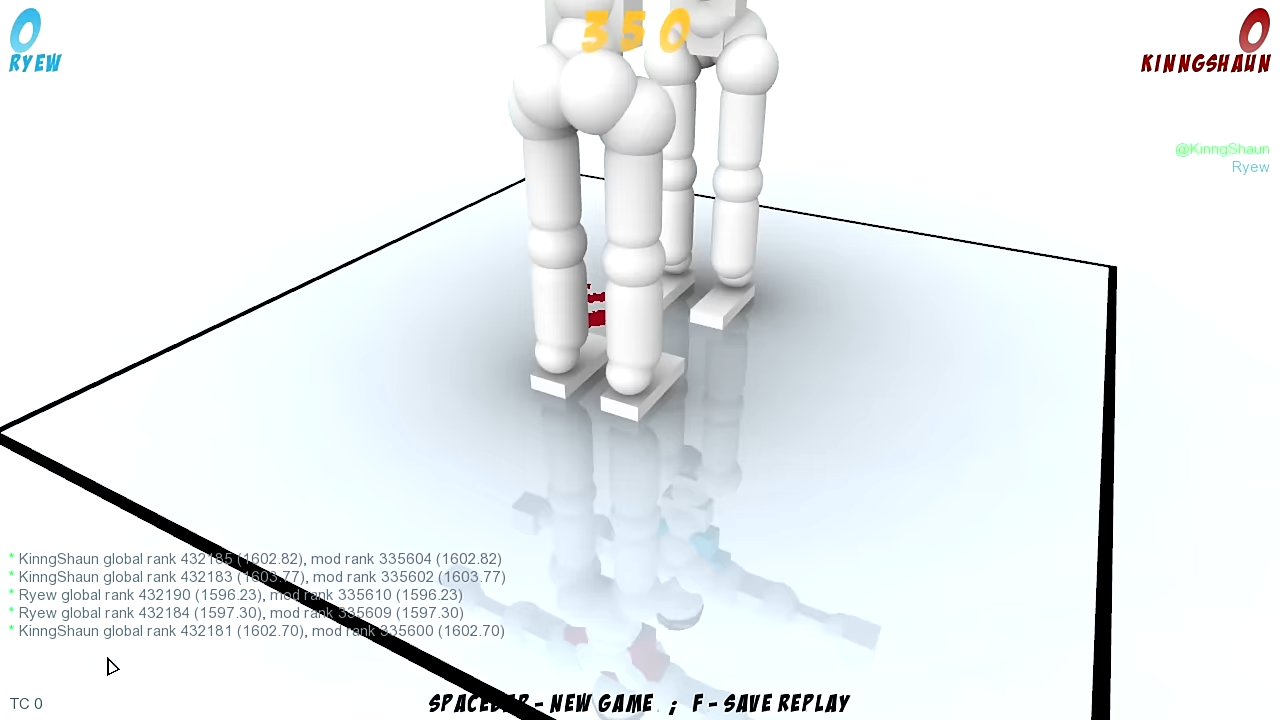 0
RYEW
350
0
KINNGSHAUN
@KinngShaun
Ryew
* KinngShaun global rank 432185 (1602.82), mod rank 335604 (1602.82)
* KinngShaun global rank 432183 (1603.77), mod rank 335602 (1603.77)
* Ryew global rank 432190 (1596.23), mod rank 335610 (1596.23)
* Ryew global rank 432184 (1597.30), mod rank 335609 (1597.30)
* KinngShaun global rank 432181 (1602.70), mod rank 335600 (1602.70)
TC 0
SPACEBAR - NEW GAME ; F - SAVE REPLAY